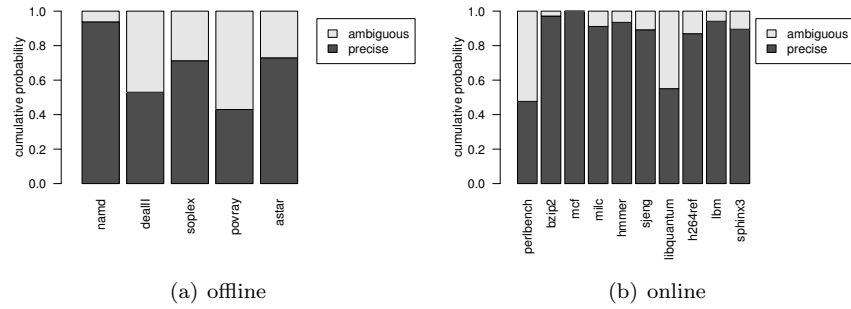 cumulative probability
1.0
0.8
0.6
0.4
0.2
0.0
namd
dealII
soplex
povray
astar
ambiguous
precise
(a) offline
cumulative probability
1.0
0.8
0.6
0.4
0.2
0.0
perlbench
bzip2
mcf
milc
hmmer
sjeng
libquantum
h264ref
lbm
sphinx3
ambiguous
precise
(b) online